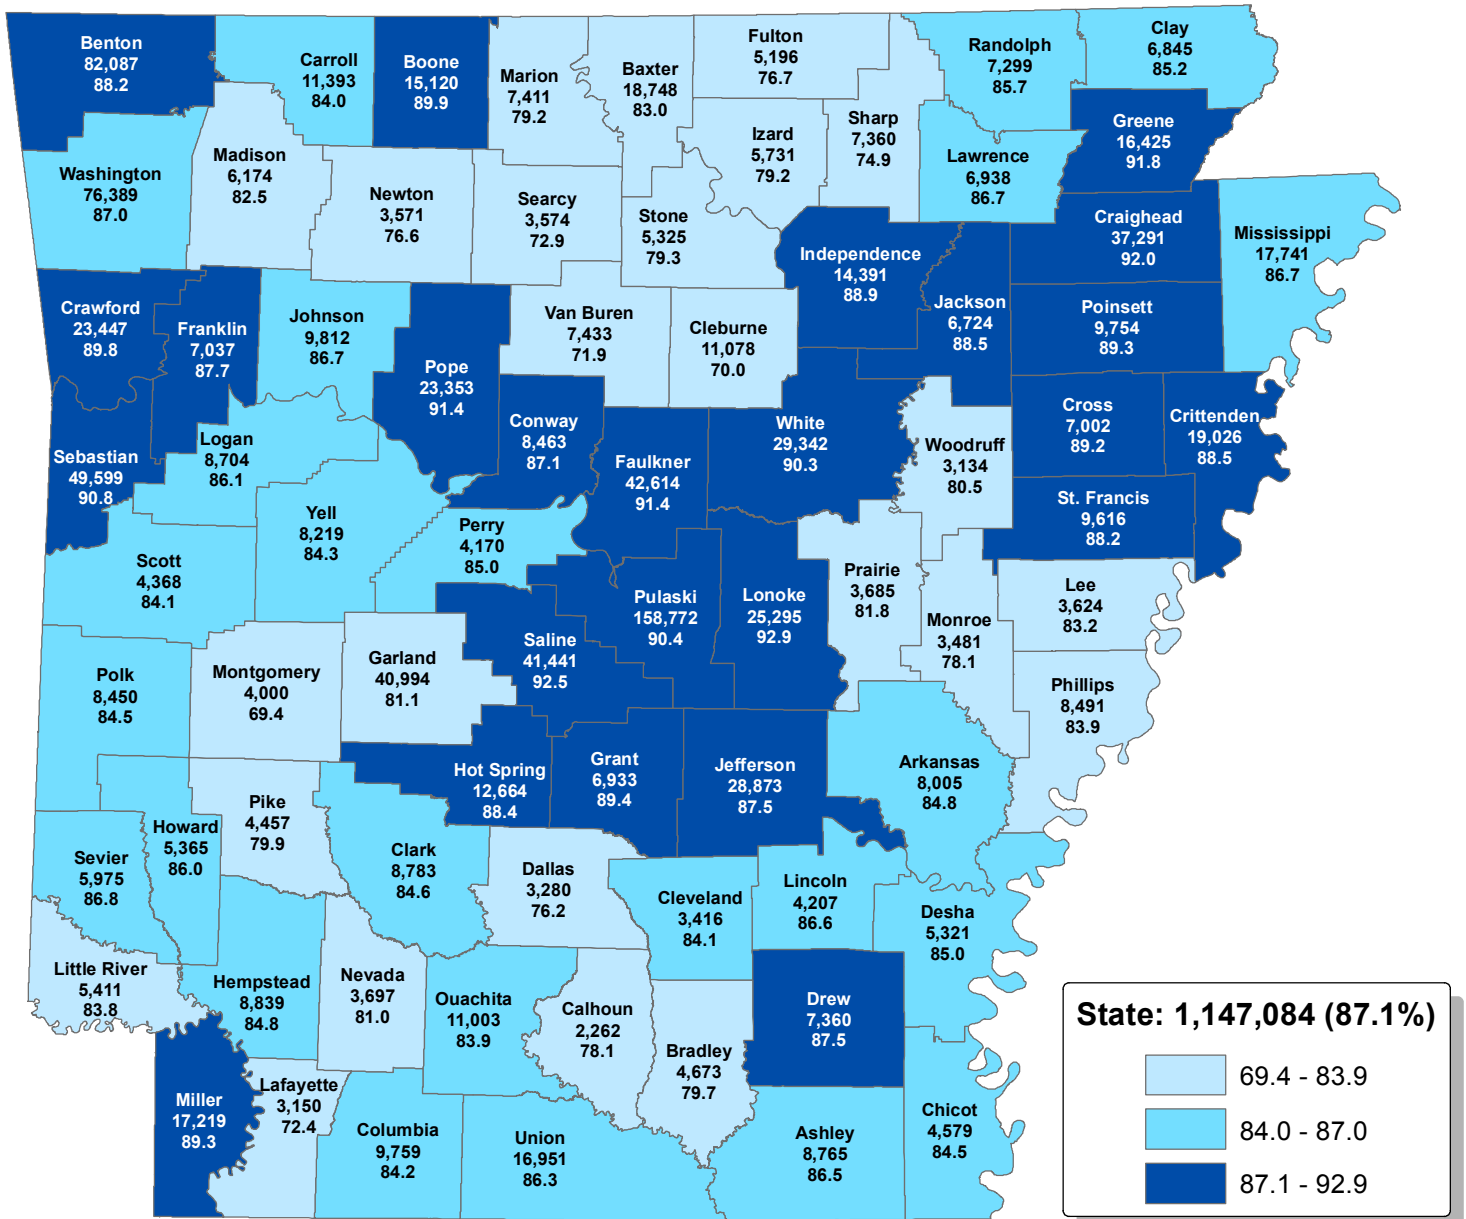 Benton
82,087
88.2
Carroll
11,393
84.0
Boone
15,120
89.9
Marion
7,411
79.2
Baxter
18,748
83.0
Fulton
5,196
76.7
Randolph
7,299
85.7
Clay
6,845
85.2
Washington
76,389
87.0
Madison
6,174
82.5
Newton
3,571
76.6
Searcy
3,574
72.9
Stone
5,325
79.3
Izard
5,731
79.2
Sharp
7,360
74.9
Lawrence
6,938
86.7
Greene
16,425
91.8
Craighead
37,291
92.0
Mississippi
17,741
86.7
Crawford
23,447
89.8
Franklin
7,037
87.7
Johnson
9,812
86.7
Pope
23,353
91.4
Van Buren
7,433
71.9
Cleburne
11,078
70.0
Independence
14,391
88.9
Jackson
6,724
88.5
Poinsett
9,754
89.3
Sebastian
49,599
90.8
Logan
8,704
86.1
Conway
8,463
87.1
Faulkner
42,614
91.4
White
29,342
90.3
Woodruff
3,134
80.5
Cross
7,002
89.2
Crittenden
19,026
88.5
Scott
4,368
84.1
Yell
8,219
84.3
Perry
4,170
85.0
St. Francis
9,616
88.2
Saline
41,441
92.5
Pulaski
158,772
90.4
Lonoke
25,295
92.9
Prairie
3,685
81.8
Monroe
3,481
78.1
Lee
3,624
83.2
Polk
8,450
84.5
Montgomery
4,000
69.4
Garland
40,994
81.1
Phillips
8,491
83.9
Hot Spring
12,664
88.4
Grant
6,933
89.4
Jefferson
28,873
87.5
Arkansas
8,005
84.8
Sevier
5,975
86.8
Howard
5,365
86.0
Pike
4,457
79.9
Clark
8,783
84.6
Dallas
3,280
76.2
Cleveland
3,416
84.1
Lincoln
4,207
86.6
Desha
5,321
85.0
Little River
5,411
83.8
Hempstead
8,839
84.8
Nevada
3,697
81.0
Ouachita
11,003
83.9
Calhoun
2,262
78.1
Bradley
4,673
79.7
Drew
7,360
87.5
Miller
17,219
89.3
Lafayette
3,150
72.4
Columbia
9,759
84.2
Union
16,951
86.3
Ashley
8,765
86.5
Chicot
4,579
84.5
State: 1,147,084 (87.1%)
69.4 - 83.9
84.0 - 87.0
87.1 - 92.9